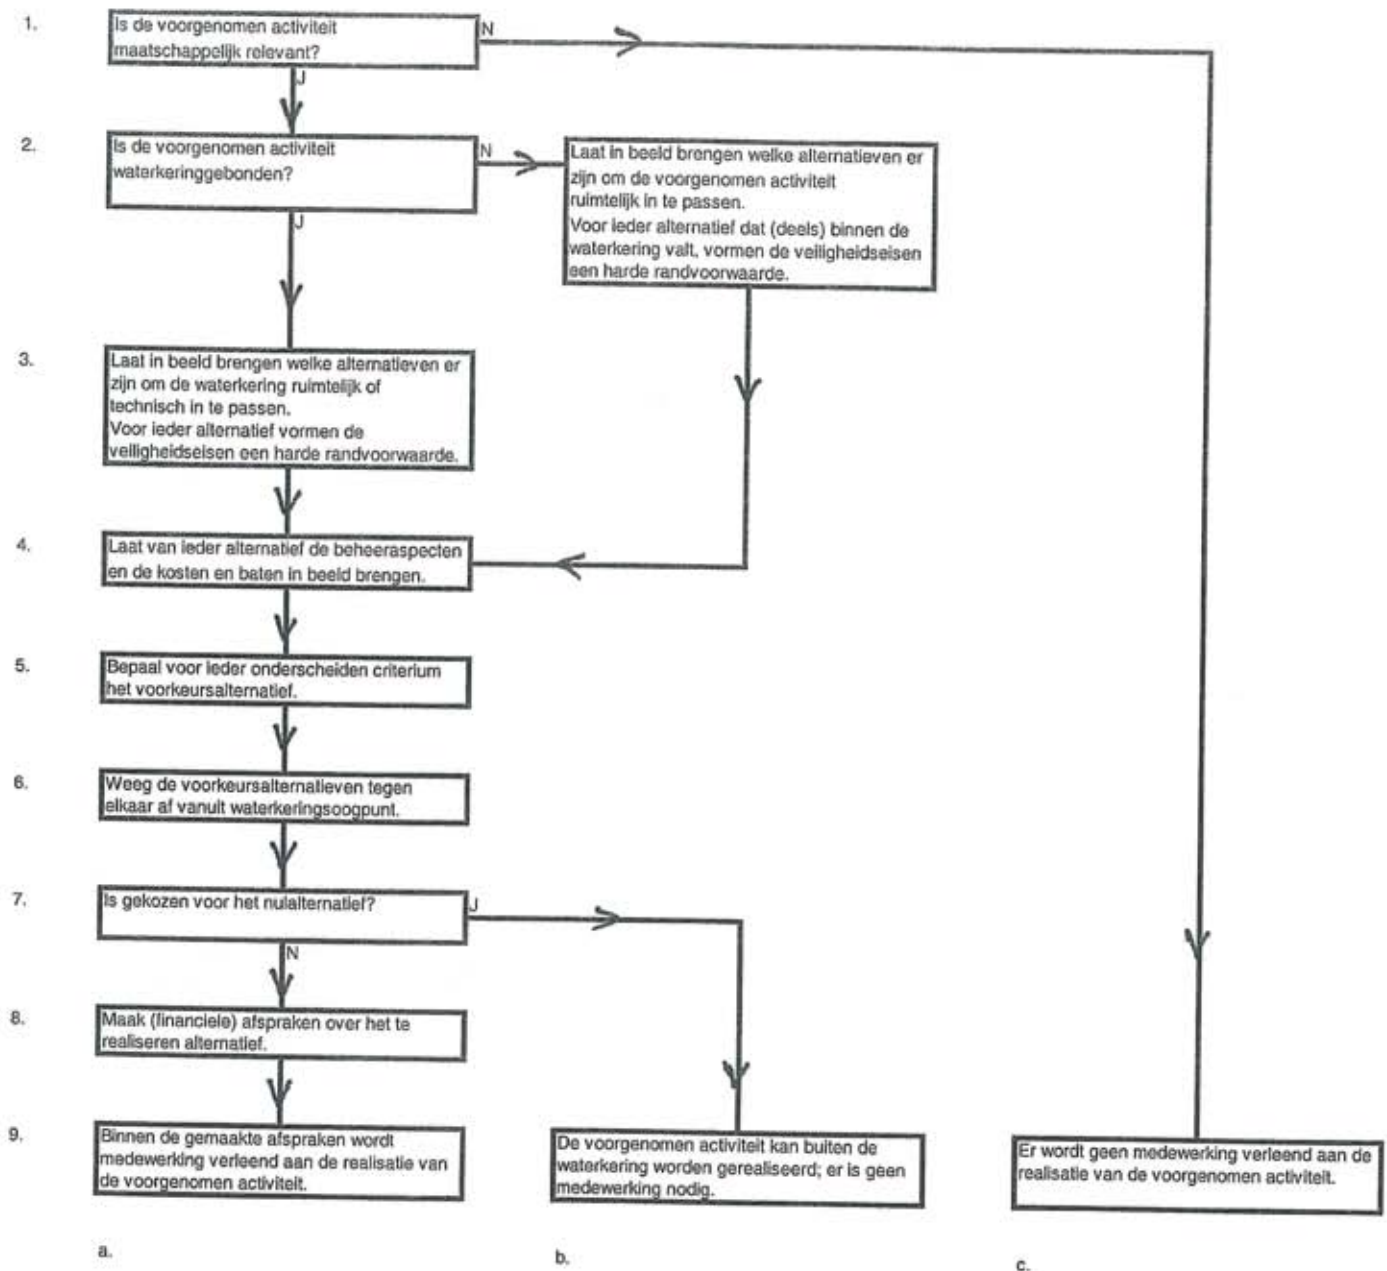 1.
Is de voorgenomen activiteit
maatschappelijk relevant?
N
J
2.
Is de voorgenomen activiteit
waterkeringgebonden?
N
J
Laat in beeld brengen welke alternatieven er
zijn om de voorgenomen activiteit
ruimtelijk in te passen.
Voor ieder alternatief dat (deels) binnen de
waterkering valt, vormen de veiligheidseisen
een harde randvoorwaarde.
3.
Laat in beeld brengen welke alternatieven er
zijn om de waterkering ruimtelijk of
technisch in te passen.
Voor ieder alternatief vormen de
veiligheidseisen een harde randvoorwaarde.
4.
Laat van ieder alternatief de beheeraspecten
en de kosten en baten in beeld brengen.
5.
Bepaal voor ieder onderscheiden criterium
het voorkeursalternatief.
6.
Weeg de voorkeursalternatieven tegen
elkaar af vanuit waterkeringsoogpunt.
7.
Is gekozen voor het nulalternatief?
J
N
8.
Maak (financiele) afspraken over het te
realiseren alternatief.
9.
Binnen de gemaakte afspraken wordt
medewerking verleend aan de realisatie van
de voorgenomen activiteit.
De voorgenomen activiteit kan buiten de
waterkering worden gerealiseerd; er is geen
medewerking nodig.
Er wordt geen medewerking verleend aan de
realisatie van de voorgenomen activiteit.
a.
b.
c.